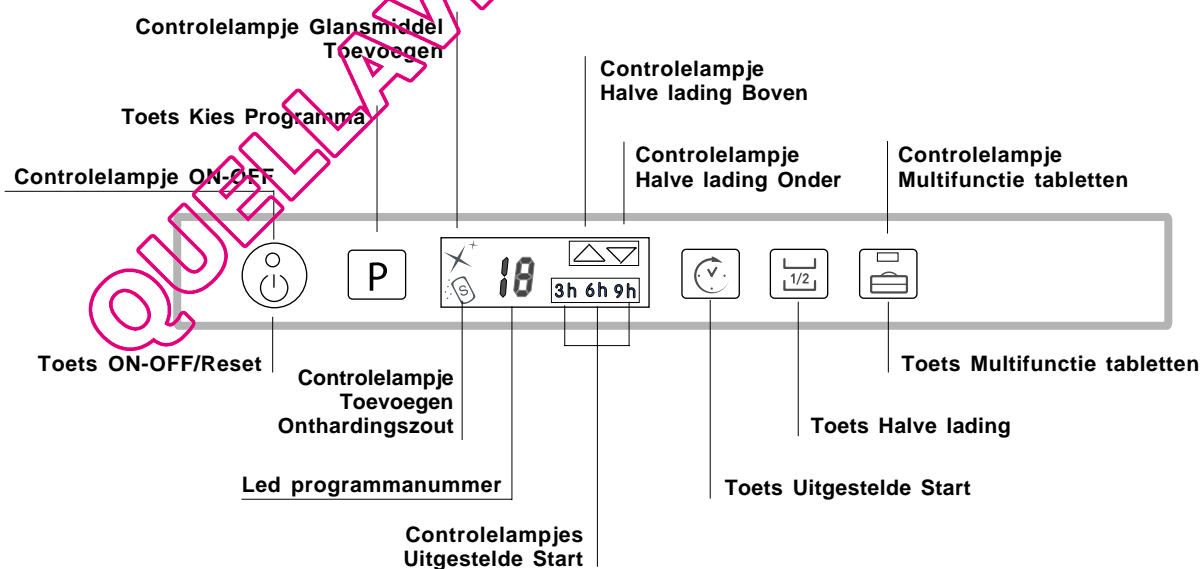 Controlelampje Glansmiddel
Toevoegen
Controlelampje
Halve lading Boven
Toets Kies Programma
Controlelampje
Halve lading Onder
Controlelampje
Multifunctie tabletten
Controlelampje ON-OFF
P
S
18
3h 6h 9h
1/2
Toets ON-OFF/Reset
Controlelampje
Toevoegen
Onthardingszout
Toets Multifunctie tabletten
Toets Halve lading
Led programmanummer
Toets Uitgestelde Start
Controlelampjes
Uitgestelde Start